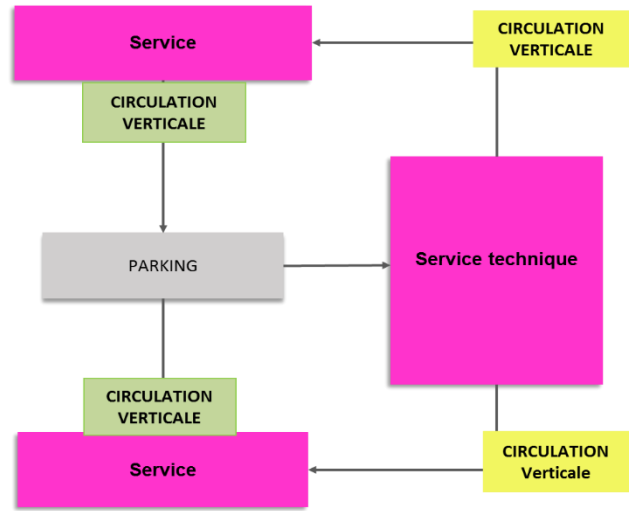 Service
CIRCULATION
VERTICALE
CIRCULATION
VERTICALE
PARKING
Service technique
CIRCULATION
VERTICALE
Service
CIRCULATION
Verticale